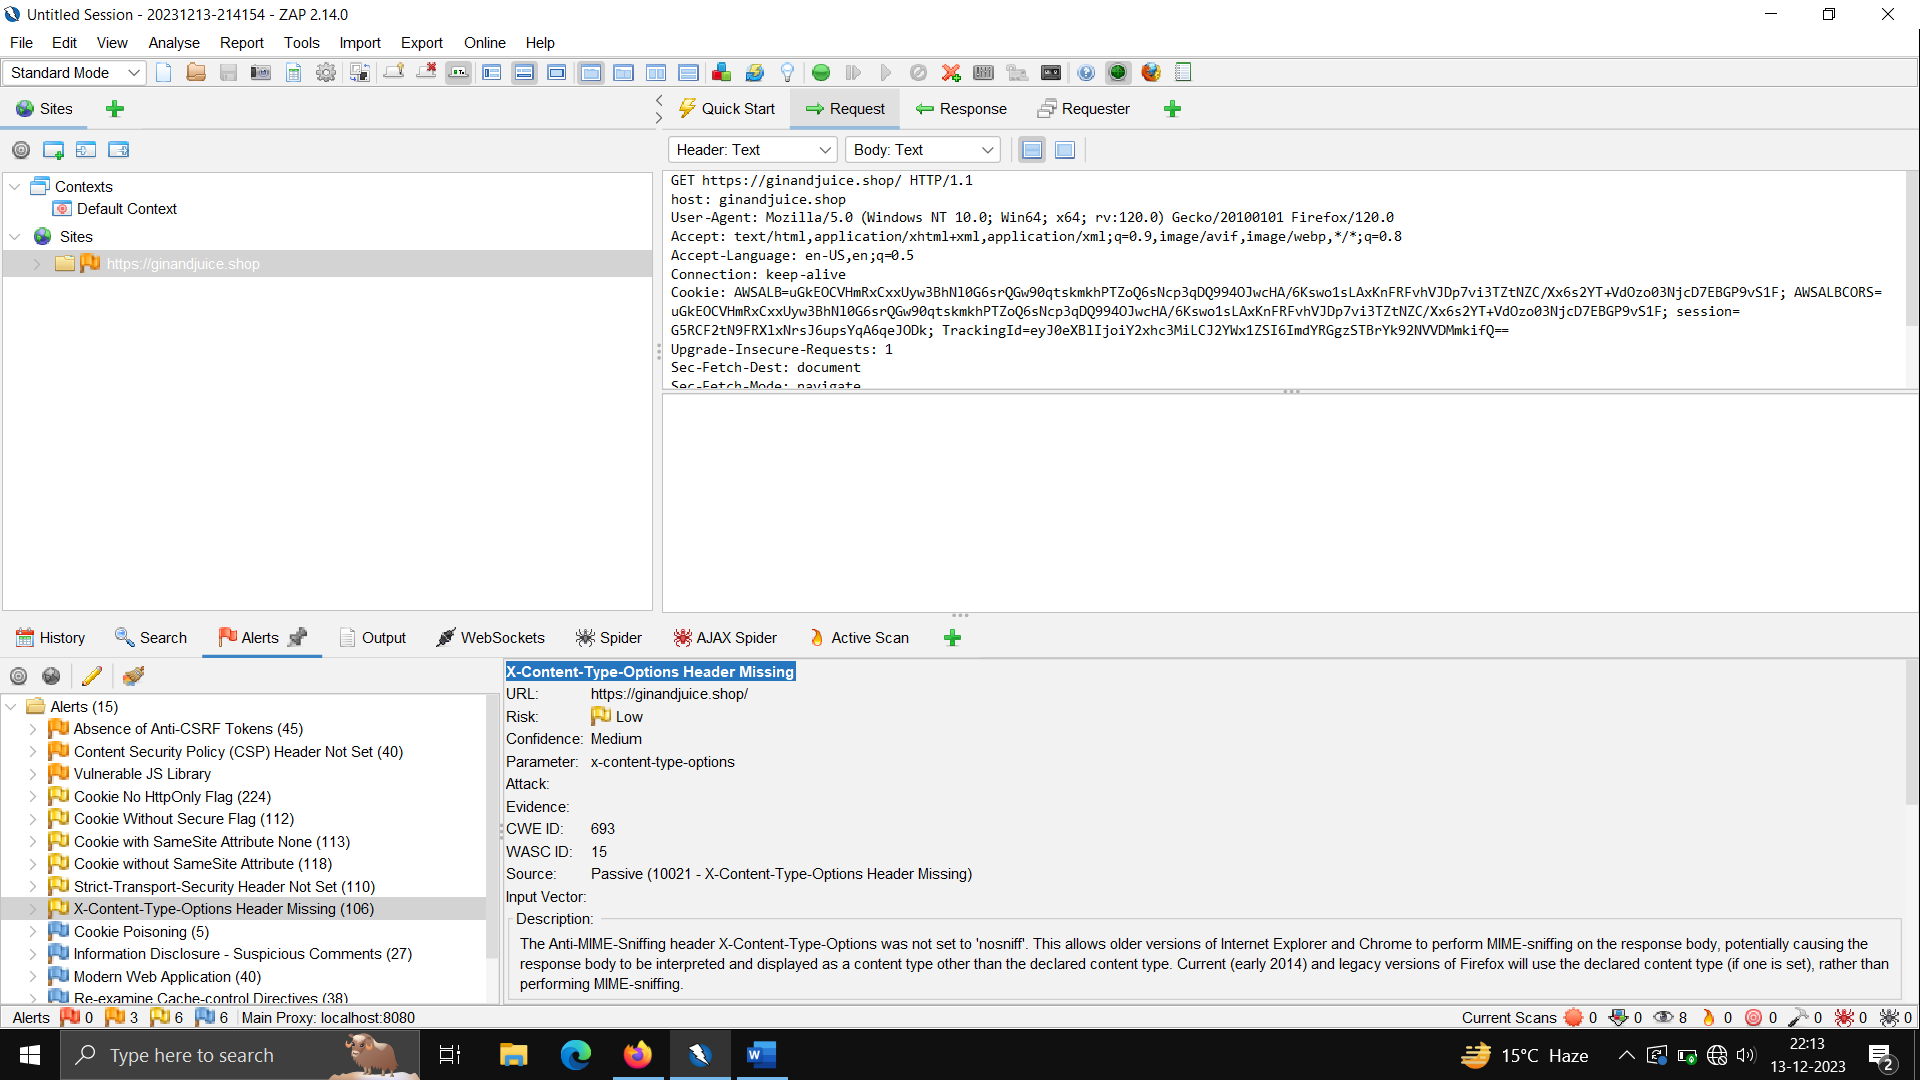 Untitled Session - 20231213-214154 - ZAP 2.14.0
File Edit View Analyse Report Tools Import Export Online Help
Standard Mode
Sites
Quick Start Request Response Requester
Header: Text Body: Text
Contexts
Default Context
Sites
https://ginandjuice.shop
GET https://ginandjuice.shop/ HTTP/1.1
host: ginandjuice.shop
User-Agent: Mozilla/5.0 (Windows NT 10.0; Win64; x64; rv:120.0) Gecko/20100101 Firefox/120.0
Accept: text/html,application/xhtml+xml,application/xml;q=0.9,image/avif,image/webp,*/*;q=0.8
Accept-Language: en-US,en;q=0.5
Connection: keep-alive
Cookie: AWSALB=uGkEOCVHmRxCxxUyw3BhNl0G6srQGw90qtskmkhPTZoQ6sNcp3qDQ994OJwcHA/6Kswo1sLAxKnFRFvhVJDp7vi3TZtNZC/Xx6s2YT+VdOzo03NjcD7EBGP9vS1F; AWSALBCORS=
uGkEOCVHmRxCxxUyw3BhNl0G6srQGw90qtskmkhPTZoQ6sNcp3qDQ994OJwcHA/6Kswo1sLAxKnFRFvhVJDp7vi3TZtNZC/Xx6s2YT+VdOzo03NjcD7EBGP9vS1F; session=
G5RCF2tN9FRXlxNrsJ6upsYqA6qeJODk; TrackingId=eyJ0eXBlIjoiY2xhc3MiLCJ2YWx1ZSI6ImdYRGgzSTBrYk92NVVDMmkifQ==
Upgrade-Insecure-Requests: 1
Sec-Fetch-Dest: document
Sec-Fetch-Mode: navigate
History Search Alerts Output WebSockets Spider AJAX Spider Active Scan
Alerts (15)
Absence of Anti-CSRF Tokens (45)
Content Security Policy (CSP) Header Not Set (40)
Vulnerable JS Library
Cookie No HttpOnly Flag (224)
Cookie Without Secure Flag (112)
Cookie with SameSite Attribute None (113)
Cookie without SameSite Attribute (118)
Strict-Transport-Security Header Not Set (110)
X-Content-Type-Options Header Missing (106)
Cookie Poisoning (5)
Information Disclosure - Suspicious Comments (27)
Modern Web Application (40)
Re-examine Cache-control Directives (38)
X-Content-Type-Options Header Missing
URL: https://ginandjuice.shop/
Risk: Low
Confidence: Medium
Parameter: x-content-type-options
Attack:
Evidence:
CWE ID: 693
WASC ID: 15
Source: Passive (10021 - X-Content-Type-Options Header Missing)
Input Vector:
Description:
The Anti-MIME-Sniffing header X-Content-Type-Options was not set to 'nosniff'. This allows older versions of Internet Explorer and Chrome to perform MIME-sniffing on the response body, potentially causing the
response body to be interpreted and displayed as a content type other than the declared content type. Current (early 2014) and legacy versions of Firefox will use the declared content type (if one is set), rather than
performing MIME-sniffing.
Alerts 0 3 6 6 Main Proxy: localhost:8080
Current Scans 0 0 8 0 0 0 0 0
Type here to search
15°C Haze
22:13
13-12-2023
2